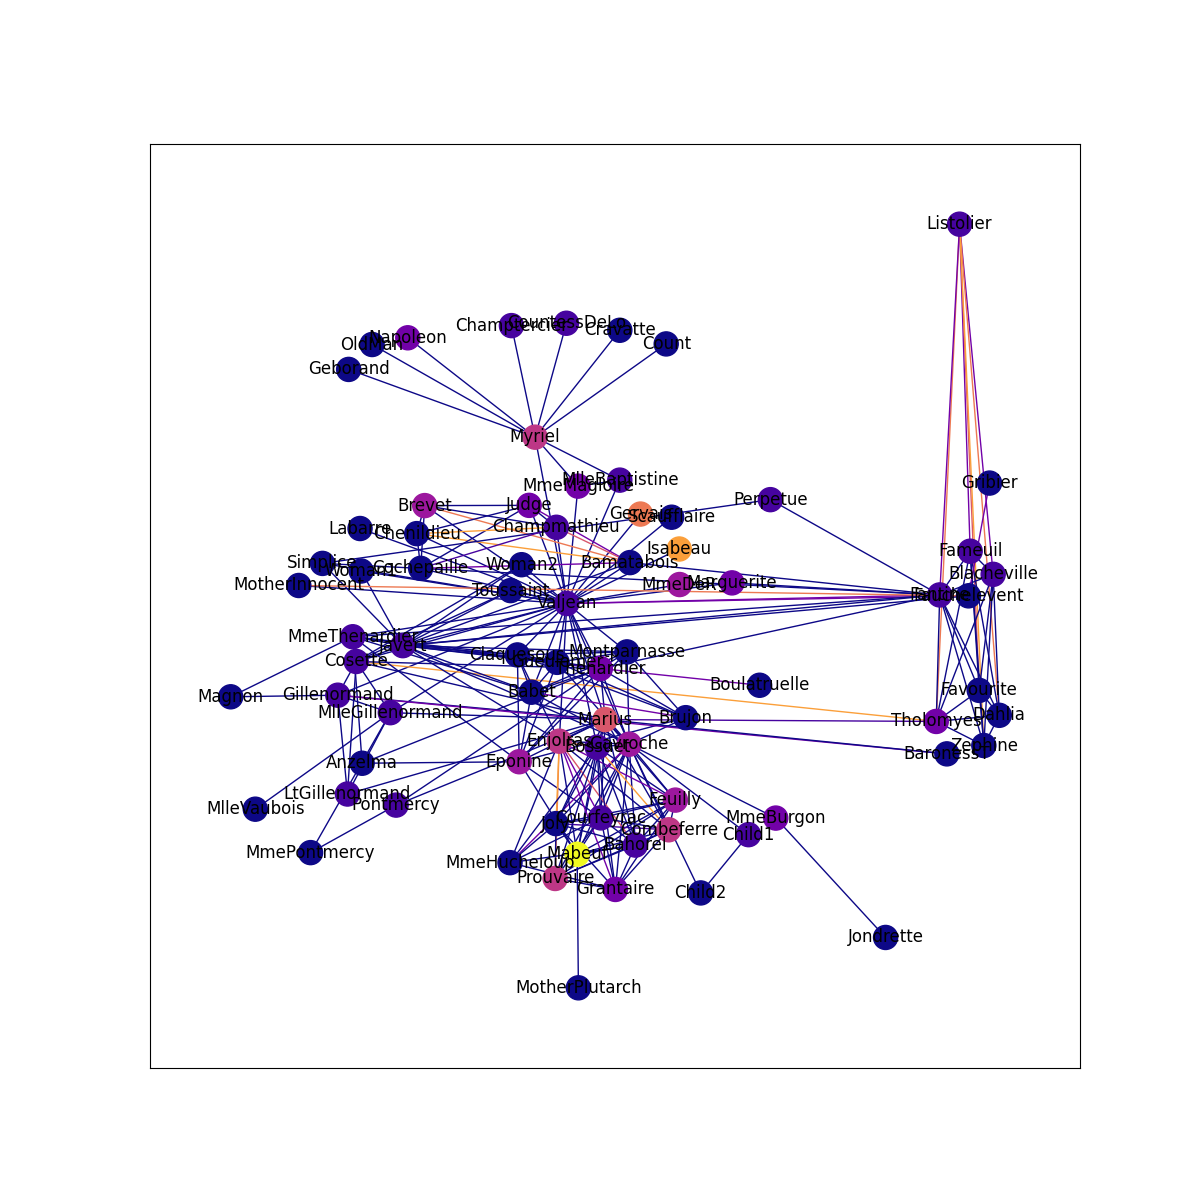 Listolier
CountessDeLo
Champtercier
Cravatte
Napoleon
OldMan
Count
Geborand
Myriel
MlleBaptistine
MmeMagloire
Gribier
Perpetue
Brevet
Judge
Gervais
Scaufflaire
Champmathieu
Labarre
Chenildieu
Isabeau
Fameuil
Simplice
Woman2
Bamatabois
Cochepaille
Woman1
Blacheville
MotherInnocent
MmeDeR
Marguerite
Toussaint
Fantine
Fauchelevent
Valjean
MmeThenardier
Javert
Claquesous
Montparnasse
Cosette
Gueulemer
Thenardier
Boulatruelle
Magnon
Gillenormand
Babet
Favourite
MlleGillenormand
Marius
Brujon
Tholomyes
Dahlia
Enjolras
Bossuet
Gavroche
Zephine
Baroness
Anzelma
Eponine
LtGillenormand
Feuilly
Pontmercy
MlleVaubois
Courfeyrac
MmeBurgon
Joly
Combeferre
Child1
Bahorel
MmePontmercy
Mabeuf
MmeHucheloup
Prouvaire
Grantaire
Child2
Jondrette
MotherPlutarch